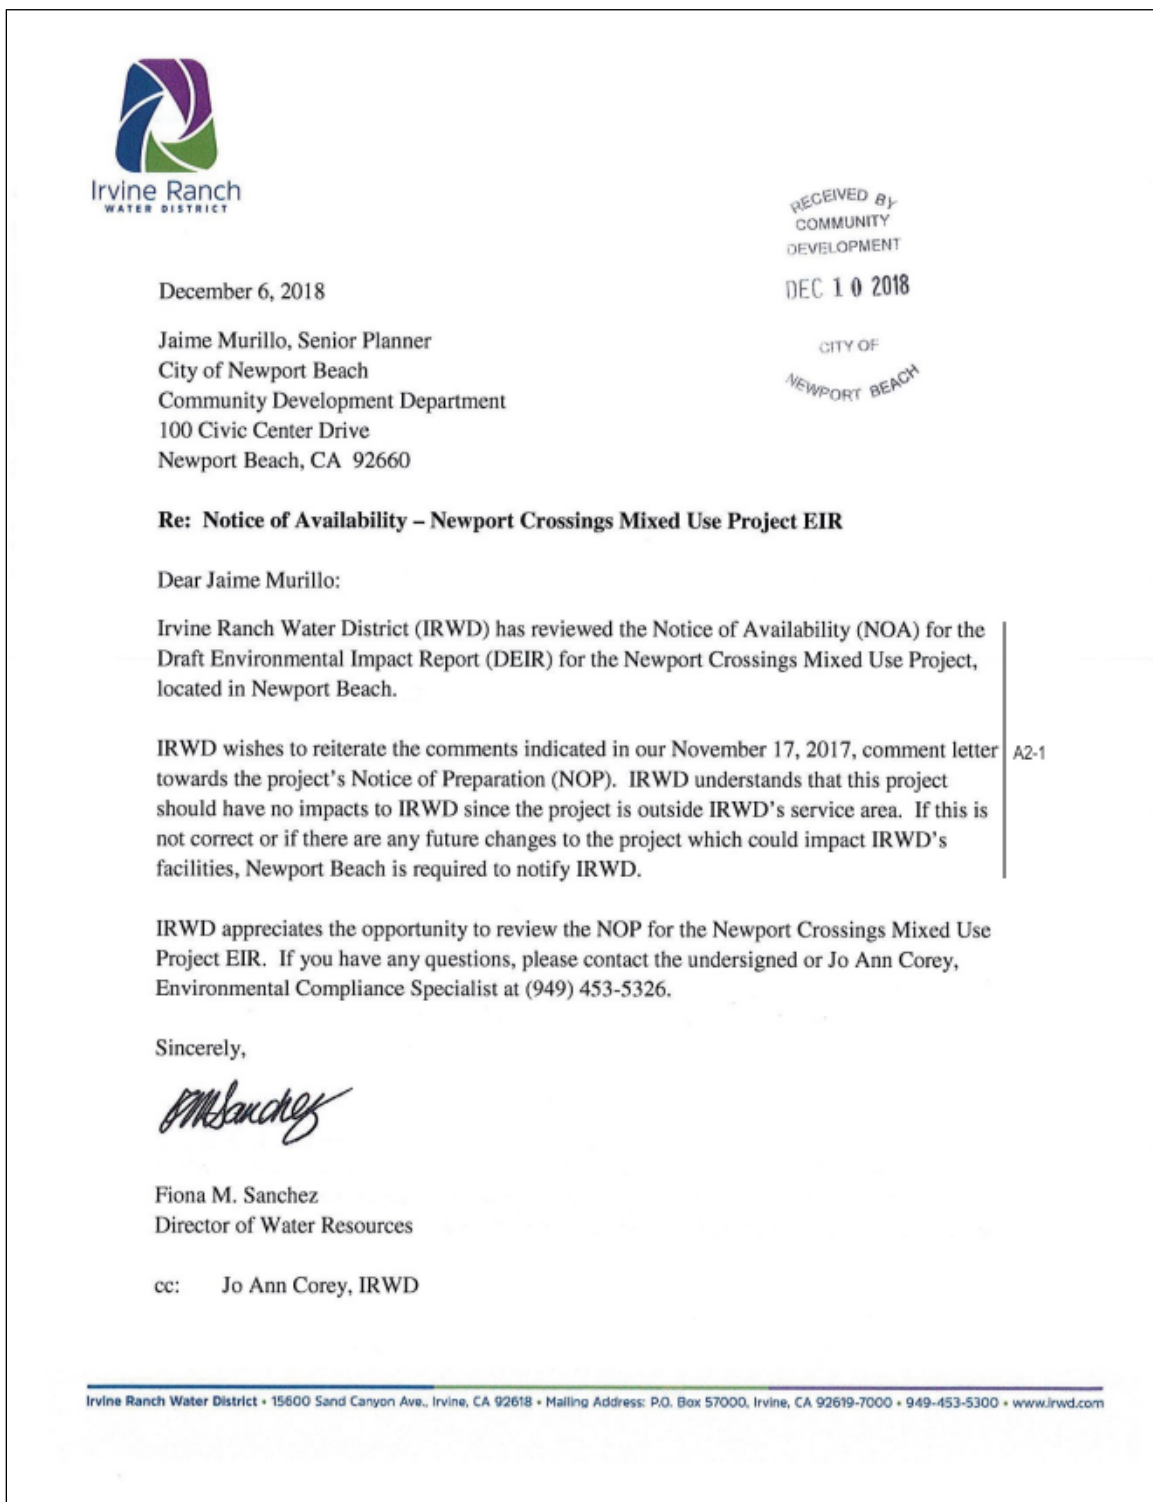 Irvine Ranch
WATER DISTRICT
RECEIVED BY
COMMUNITY
DEVELOPMENT
DEC 10 2018
CITY OF
NEWPORT BEACH
December 6, 2018
Jaime Murillo, Senior Planner
City of Newport Beach
Community Development Department
100 Civic Center Drive
Newport Beach, CA 92660
Re: Notice of Availability – Newport Crossings Mixed Use Project EIR
Dear Jaime Murillo:
Irvine Ranch Water District (IRWD) has reviewed the Notice of Availability (NOA) for the
Draft Environmental Impact Report (DEIR) for the Newport Crossings Mixed Use Project,
located in Newport Beach.
IRWD wishes to reiterate the comments indicated in our November 17, 2017, comment letter
A2-1
towards the project's Notice of Preparation (NOP). IRWD understands that this project
should have no impacts to IRWD since the project is outside IRWD's service area. If this is
not correct or if there are any future changes to the project which could impact IRWD's
facilities, Newport Beach is required to notify IRWD.
IRWD appreciates the opportunity to review the NOP for the Newport Crossings Mixed Use
Project EIR. If you have any questions, please contact the undersigned or Jo Ann Corey,
Environmental Compliance Specialist at (949) 453-5326.
Sincerely,
FMSanchez
Fiona M. Sanchez
Director of Water Resources
cc: Jo Ann Corey, IRWD
Irvine Ranch Water District • 15600 Sand Canyon Ave., Irvine, CA 92618 • Mailing Address: P.O. Box 57000, Irvine, CA 92619-7000 • 949-453-5300 • www.irwd.com